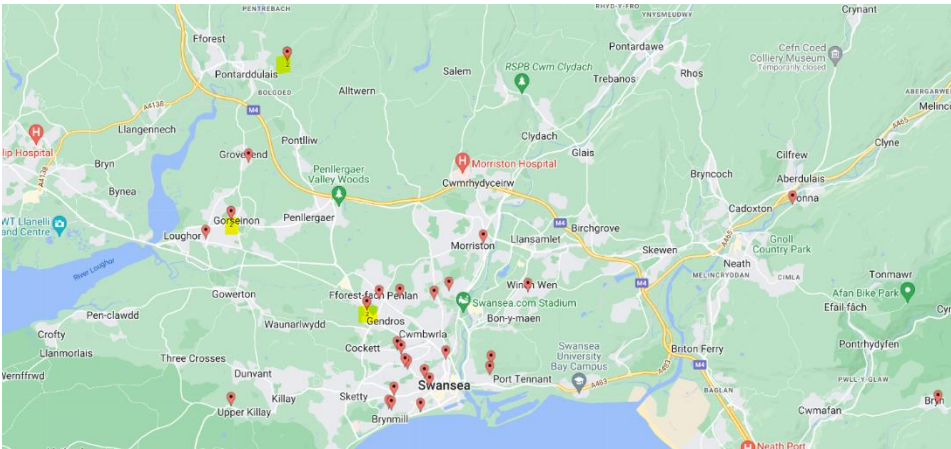 PENTREBACH
RHYD-Y-FRO
YNYSMEUDWY
Crynant
Fforest
Pontardawe
Cefn Coed
Colliery Museum
Temporarily closed
Pontarddulais
Salem
RSPB Cwm Clydach
Trebanos
Rhos
BOLGOED
Alltwern
ABERGARWE
A4138
M4
A465
Melinc
Llangennech
Pontlliw
Clydach
Clyne
lip Hospital
Grovesend
Glais
Cilfrew
A4138
Bryn
Penllergaer
Valley Woods
Morriston Hospital
Bryncoch
Aberdulais
Bynea
Cwmrhydyceirw
Tonna
WT Llanelli
and Centre
Gorseinon
Penllergaer
M4
Birchgrove
Cadoxton
Loughor
Morriston
Llansamlet
Skewen
A465
Gnoll
Country Park
Neath
River Loughor
MELINCRYDDAN
CIMLA
Tonmawr
Gowerton
Fforest-fach
Penlan
Winch Wen
M4
Afan Bike Park
Pen-clawdd
Swansea.com Stadium
Efail-fâch
Cy
Crofty
Waunarlwydd
Gendros
Bon-y-maen
Llanmorlais
Cwmbwrla
Pontrhydyfen
Three Crosses
Cockett
Swansea
University
Bay Campus
Briton Ferry
Wernffrwd
Dunvant
Port Tennant
A483
A483
M4
Killay
Swansea
BAGLAN
PWLL-Y-GLAW
Upper Killay
Sketty
Bryn
Brynmill
Cwmafan
Neath Port